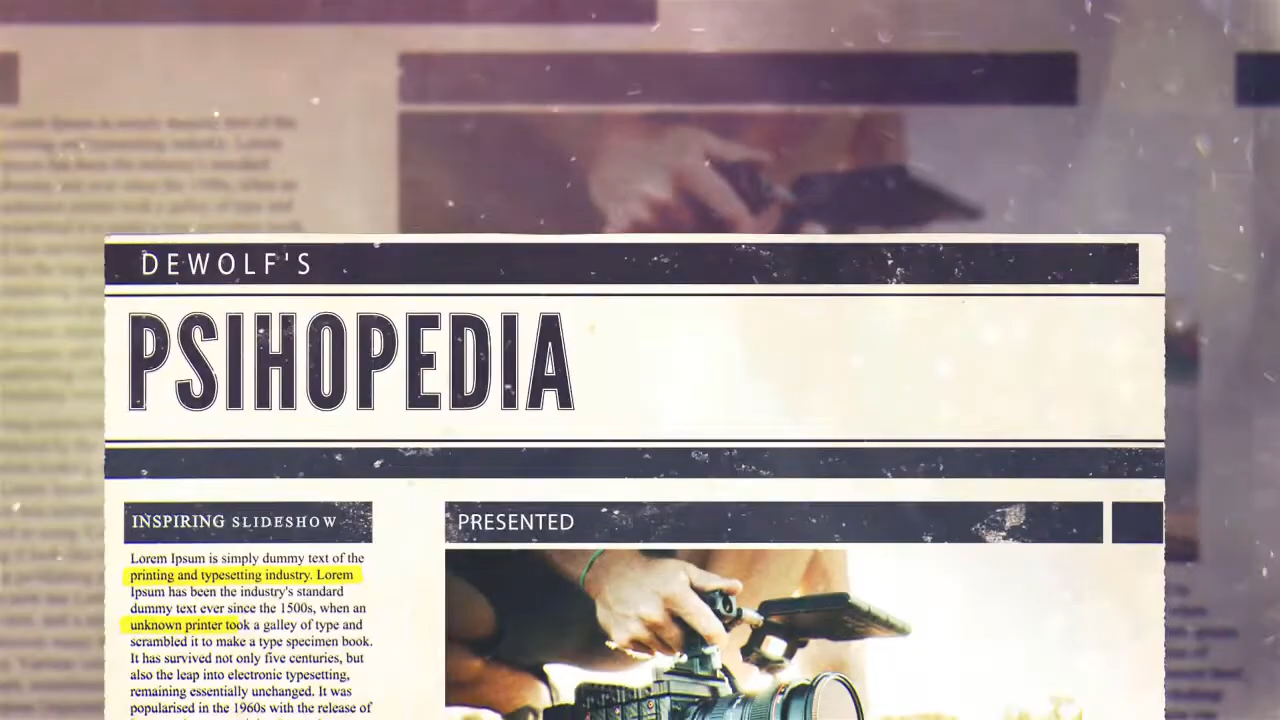 DEWOLF'S
PSIHOPEDIA
INSPIRING SLIDESHOW
PRESENTED
Lorem Ipsum is simply dummy text of the
printing and typesetting industry. Lorem
Ipsum has been the industry's standard
dummy text ever since the 1500s, when an
unknown printer took a galley of type and
scrambled it to make a type specimen book.
It has survived not only five centuries, but
also the leap into electronic typesetting,
remaining essentially unchanged. It was
popularised in the 1960s with the release of